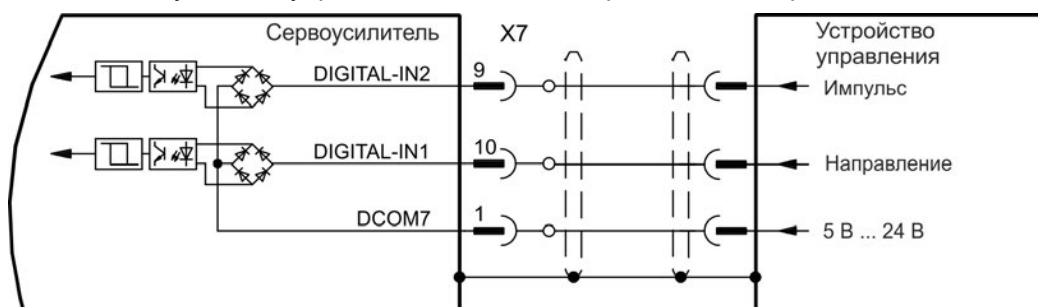 Сервоусилитель
X7
Устройство
управления
DIGITAL-IN2
9
Импульс
DIGITAL-IN1
10
Направление
DCOM7
1
5 В ... 24 В